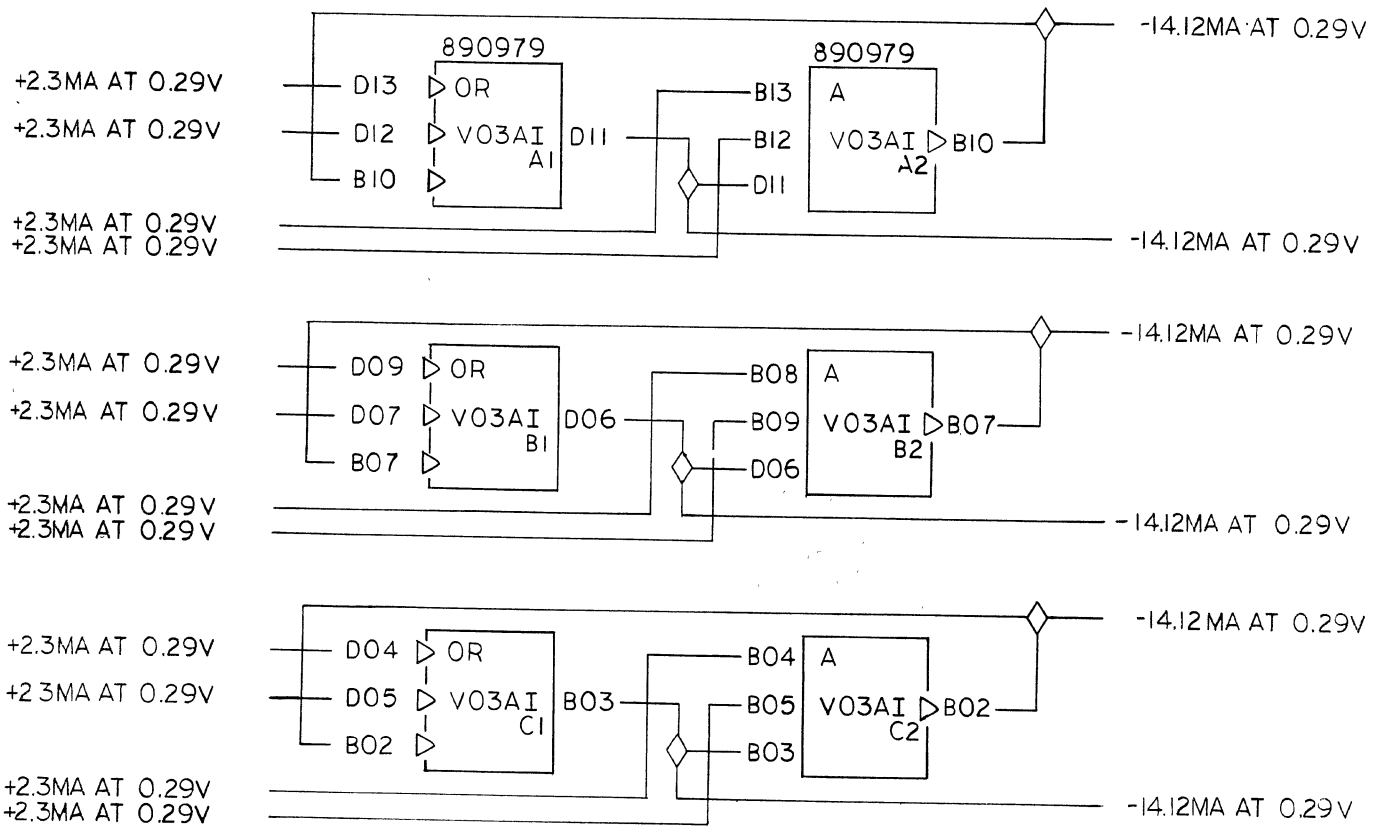 -14.12MA AT 0.29V
890979 890979
+2.3MA AT 0.29V D13 OR B13 A
+2.3MA AT 0.29V D12 V03AI D11 B12 V03AI B10
A1 A2
B10 D11
+2.3MA AT 0.29V
+2.3MA AT 0.29V -14.12MA AT 0.29V
-14.12MA AT 0.29V
+2.3MA AT 0.29V D09 OR B08 A
+2.3MA AT 0.29V D07 V03AI D06 B09 V03AI B07
B1 B2
B07 D06
+2.3MA AT 0.29V
+2.3MA AT 0.29V -14.12MA AT 0.29V
-14.12MA AT 0.29V
+2.3MA AT 0.29V D04 OR B04 A
+2 3MA AT 0.29V D05 V03AI B03 B05 V03AI B02
C1 C2
B02 B03
+2.3MA AT 0.29V
+2.3MA AT 0.29V -14.12MA AT 0.29V